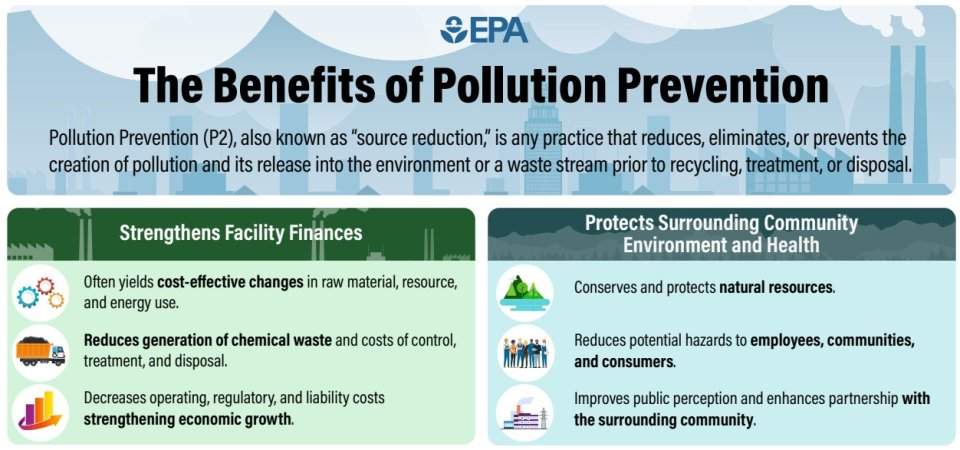 EPA
The Benefits of Pollution Prevention
Pollution Prevention (P2), also known as “source reduction,” is any practice that reduces, eliminates, or prevents the
creation of pollution and its release into the environment or a waste stream prior to recycling, treatment, or disposal.
Strengthens Facility Finances
Often yields cost-effective changes in raw material, resource,
and energy use.
Reduces generation of chemical waste and costs of control,
treatment, and disposal.
Decreases operating, regulatory, and liability costs
strengthening economic growth.
Protects Surrounding Community
Environment and Health
Conserves and protects natural resources.
Reduces potential hazards to employees, communities,
and consumers.
Improves public perception and enhances partnership with
the surrounding community.